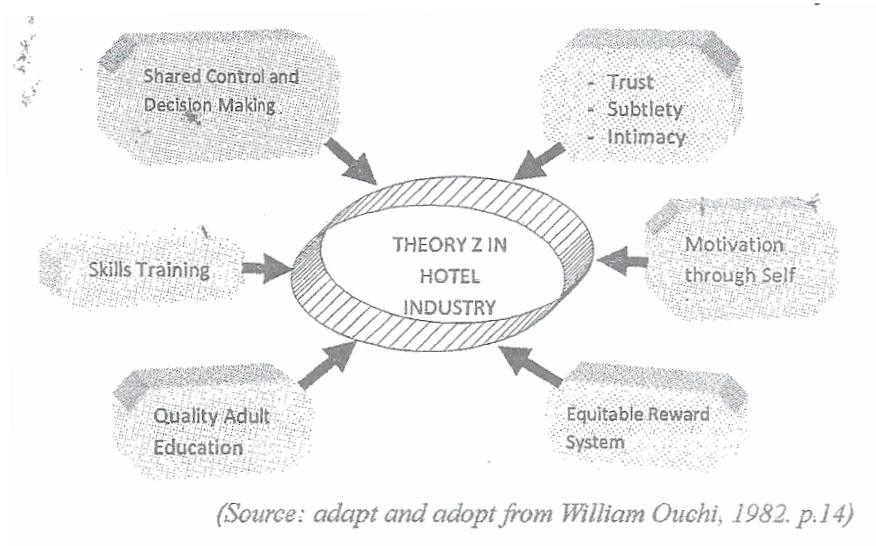 Shared Control and
Decision Making
- Trust
- Subtlety
- Intimacy
Skills Training
THEORY Z IN
HOTEL
INDUSTRY
Motivation
through Self
Quality Adult
Education
Equitable Reward
System
(Source: adapt and adopt from William Ouchi, 1982. p.14)